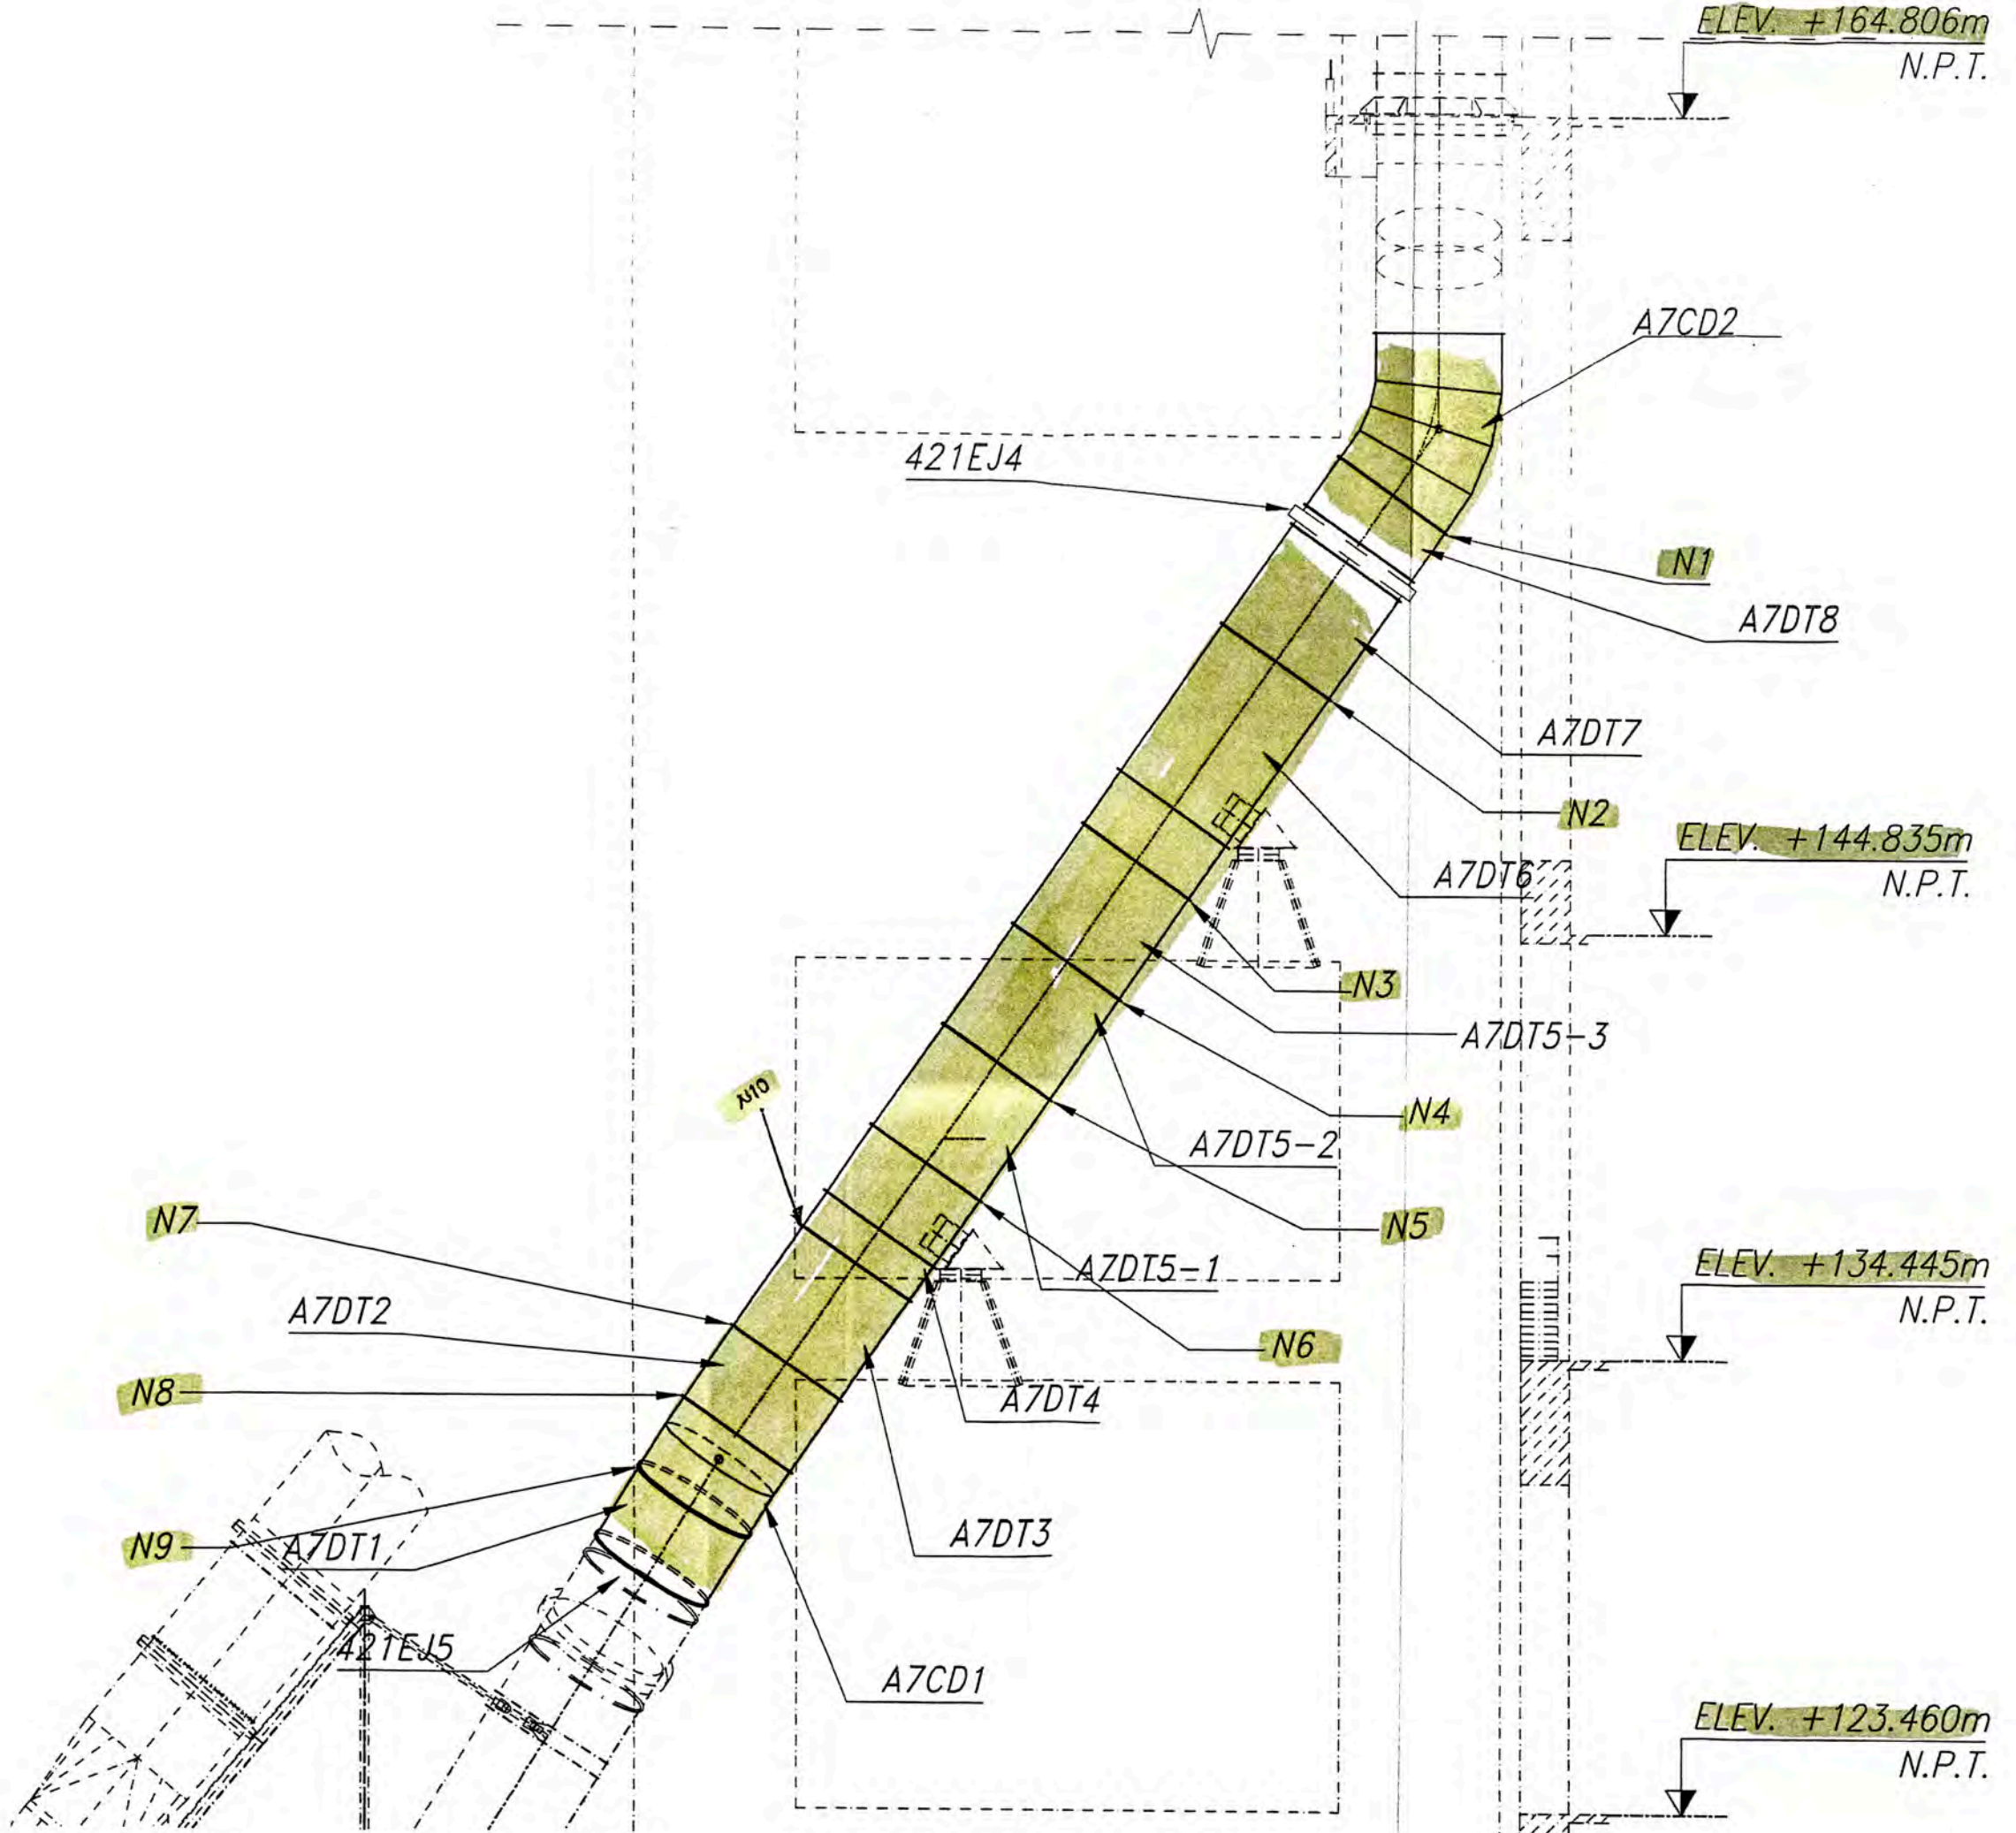 ELEV. +164.806m
N.P.T.
A7CD2
421EJ4
N1
A7DT8
A7DT7
N2
ELEV. +144.835m
N.P.T.
A7DT6
N3
A7DT5-3
N10
N4
A7DT5-2
N7
N5
A7DT5-1
ELEV. +134.445m
N.P.T.
A7DT2
N6
N8
A7DT4
N9
A7DT1
A7DT3
421EJ5
A7CD1
ELEV. +123.460m
N.P.T.